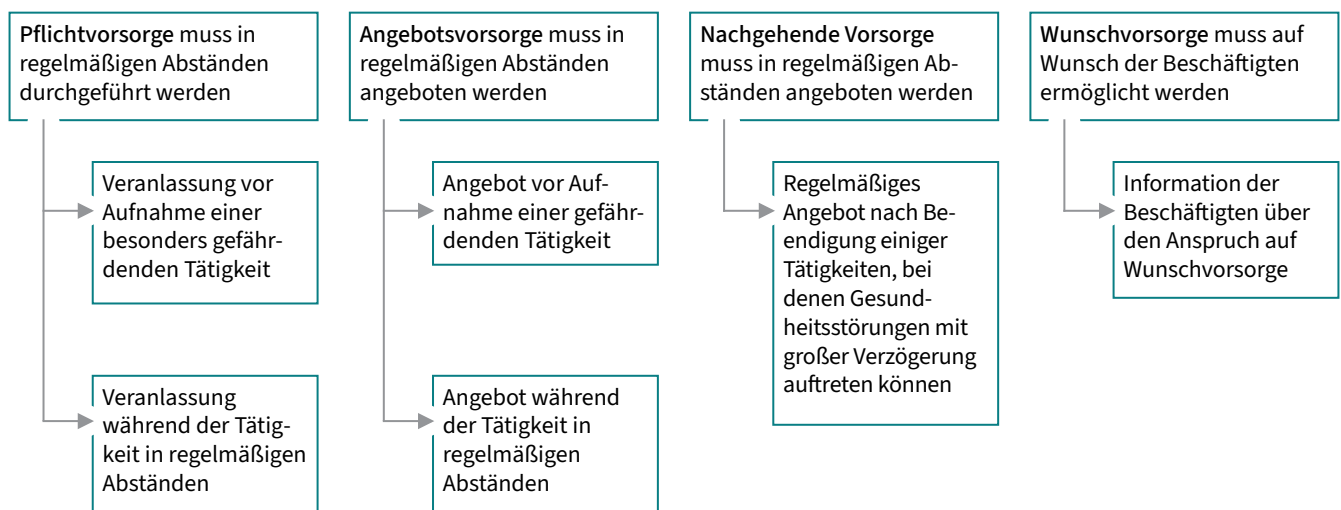 Pflichtvorsorge muss in
regelmäßigen Abständen
durchgeführt werden
Veranlassung vor
Aufnahme einer
besonders gefähr-
denden Tätigkeit
Veranlassung
während der Tätig-
keit in regelmäßigen
Abständen
Angebotsvorsorge muss in
regelmäßigen Abständen
angeboten werden
Angebot vor Auf-
nahme einer gefähr-
denden Tätigkeit
Angebot während
der Tätigkeit in
regelmäßigen
Abständen
Nachgehende Vorsorge
muss in regelmäßigen Ab-
ständen angeboten werden
Regelmäßiges
Angebot nach Be-
endigung einiger
Tätigkeiten, bei
denen Gesund-
heitsstörungen mit
großer Verzögerung
auftreten können
Wunschvorsorge muss auf
Wunsch der Beschäftigten
ermöglicht werden
Information der
Beschäftigten über
den Anspruch auf
Wunschvorsorge